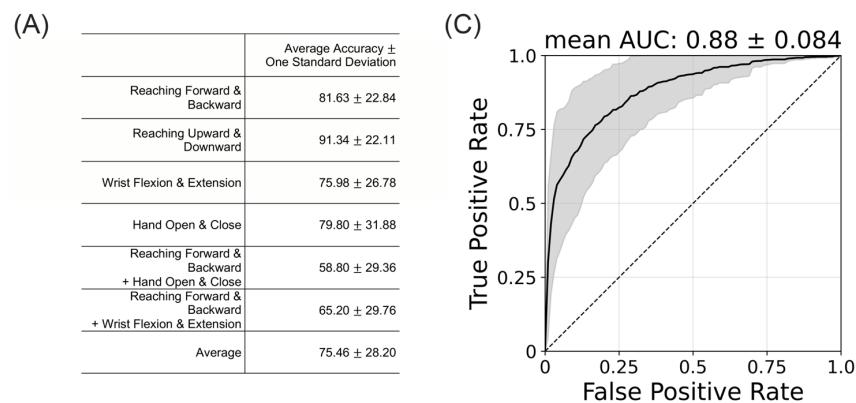 (A)
Average Accuracy ±
One Standard Deviation
Reaching Forward &
Backward
81.63 ± 22.84
Reaching Upward &
Downward
91.34 ± 22.11
Wrist Flexion & Extension
75.98 ± 26.78
Hand Open & Close
79.80 ± 31.88
Reaching Forward &
Backward
+ Hand Open & Close
58.80 ± 29.36
Reaching Forward &
Backward
+ Wrist Flexion & Extension
65.20 ± 29.76
Average
75.46 ± 28.20
(C)
mean AUC: 0.88 ± 0.084
True Positive Rate
1.0
0.75
0.5
0.25
0
0
0.25
0.5
0.75
1.0
False Positive Rate